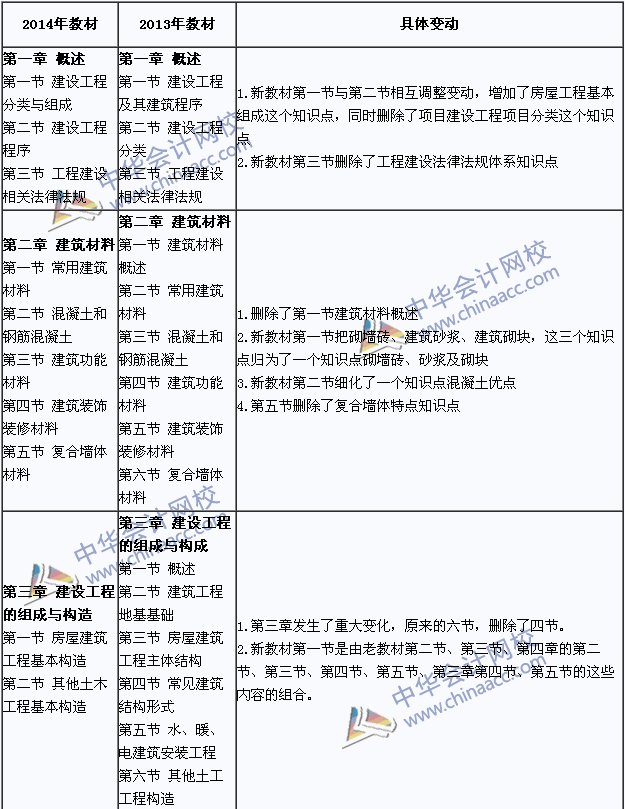 2014年教材
2013年教材
具体变动
第一章 概述
第一节 建设工程
分类与组成
第二节 建设工程
程序
第三节 工程建设
相关法律法规
第一章 概述
第一节 建设工程
及其建筑程序
第二节 建设工程
分类
第三节 工程建设
相关法律法规
1.新教材第一节与第二节相互调整变动，增加了房屋工程基本
组成这个知识点，同时删除了项目建设工程项目分类这个知识
点
2.新教材第三节删除了工程建设法律法规体系知识点
第二章 建筑材料
第一节 常用建筑
材料
第二节 混凝土和
钢筋混凝土
第三节 建筑功能
材料
第四节 建筑装饰
装修材料
第五节 复合墙体
材料
第二章 建筑材料
第一节 建筑材料
概述
第二节 常用建筑
材料
第三节 混凝土和
钢筋混凝土
第四节 建筑功能
材料
第五节 建筑装饰
装修材料
第六节 复合墙体
材料
1.删除了第一节建筑材料概述
2.新教材第一节把砌墙砖、建筑砂浆、建筑砌块，这三个知识
点归为了一个知识点砌墙砖、砂浆及砌块
3.新教材第二节细化了一个知识点混凝土优点
4.第五节删除了复合墙体特点知识点
第三章 建设工程
的组成与构造
第一节 房屋建筑
工程基本构造
第二节 其他土木
工程基本构造
第三章 建设工程
的组成与构成
第一节 概述
第二节 建筑工程
地基基础
第三节 房屋建筑
工程主体结构
第四节 常见建筑
结构形式
第五节 水、暖、
电建筑安装工程
第六节 其他土工
工程构造
1.第三章发生了重大变化，原来的六节，删除了四节。
2.新教材第一节是由老教材第二节、第三节、第四章的第二
节、第三节、第四节、第五节、第三章第四节、第五节的这些
内容的组合。
中华会计网校
www.chinaacc.com
中华会计网校
www.chinaacc.com
中华会计网校
www.chinaacc.com
中华会计网校
www.chinaacc.com